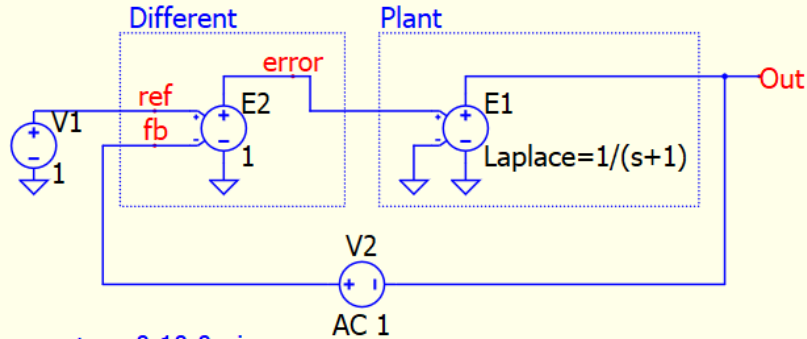 Different
Plant
error
Out
ref
E2
E1
V1
fb
1
1
Laplace=1/(s+1)
V2
AC 1